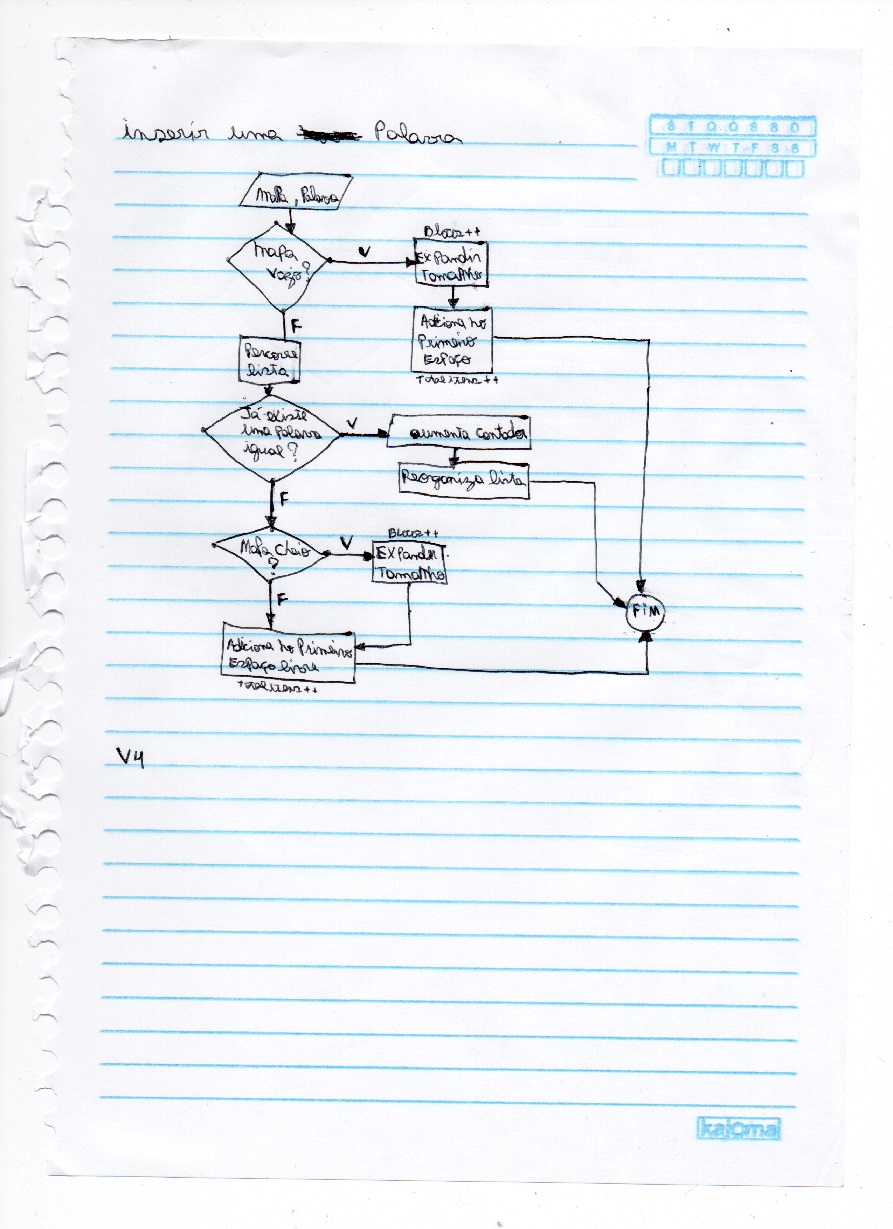 inserir uma Palavra
S T Q Q S S D
M T W T F S S
Mapa, Palavra
Mapa
vazio?
V
Blocos++
Expandir
Tamanho
F
Adiciona no
Primeiro
Espaço
Totalitens++
Percorre
lista
Já existe
uma Palavra
igual?
V
aumenta contador
Reorganiza lista
F
Mapa cheio
?
V
Blocos++
Expandir
Tamanho
F
Fim
Adiciona no Primeiro
Espaço livre
Totalitens++
V4
kajoma